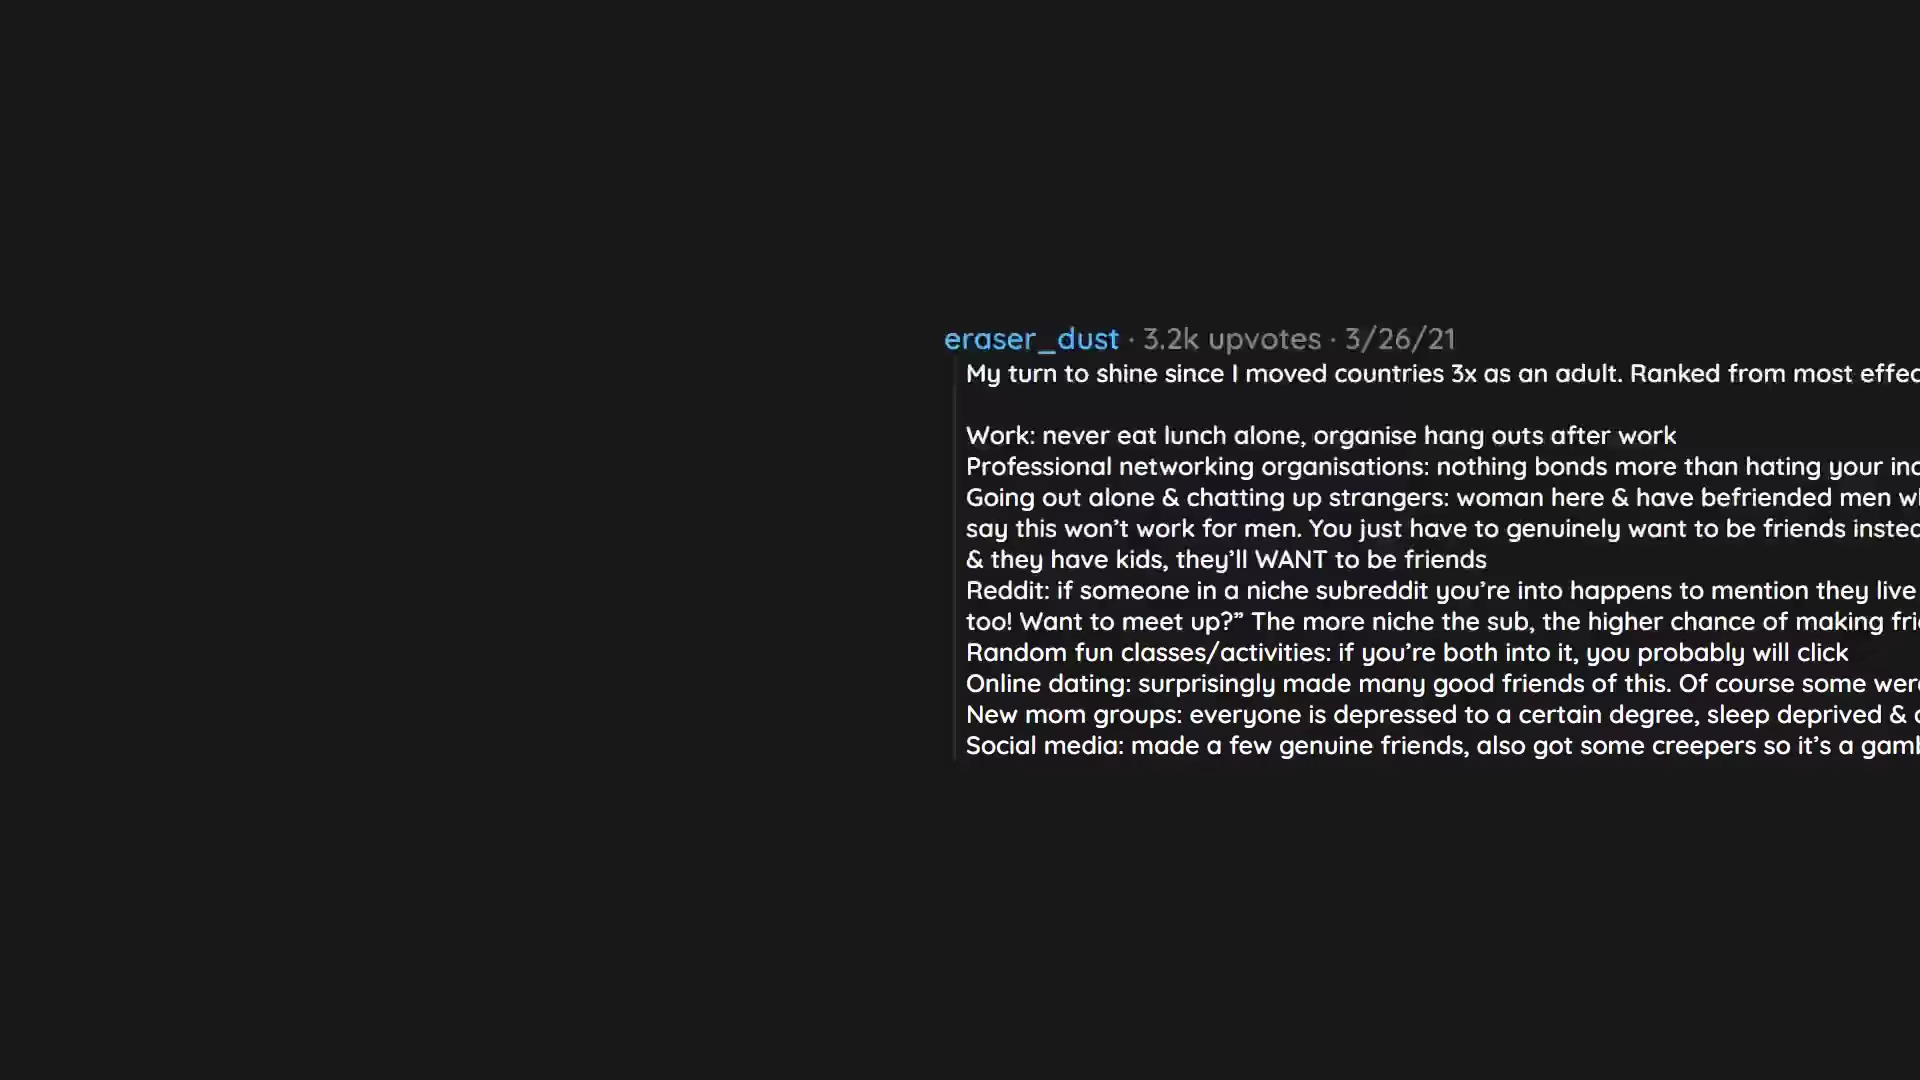 eraser_dust · 3.2k upvotes · 3/26/21
My turn to shine since I moved countries 3x as an adult. Ranked from most
Work: never eat lunch alone, organise hang outs after work
Professional networking organisations: nothing bonds more than hating your
Going out alone & chatting up strangers: woman here & have befriended men
say this won’t work for men. You just have to genuinely want to be friends
& they have kids, they’ll WANT to be friends
Reddit: if someone in a niche subreddit you’re into happens to mention they live
too! Want to meet up?” The more niche the sub, the higher chance of making
Random fun classes/activities: if you’re both into it, you probably will click
Online dating: surprisingly made many good friends of this. Of course some
New mom groups: everyone is depressed to a certain degree, sleep deprived &
Social media: made a few genuine friends, also got some creepers so it’s a